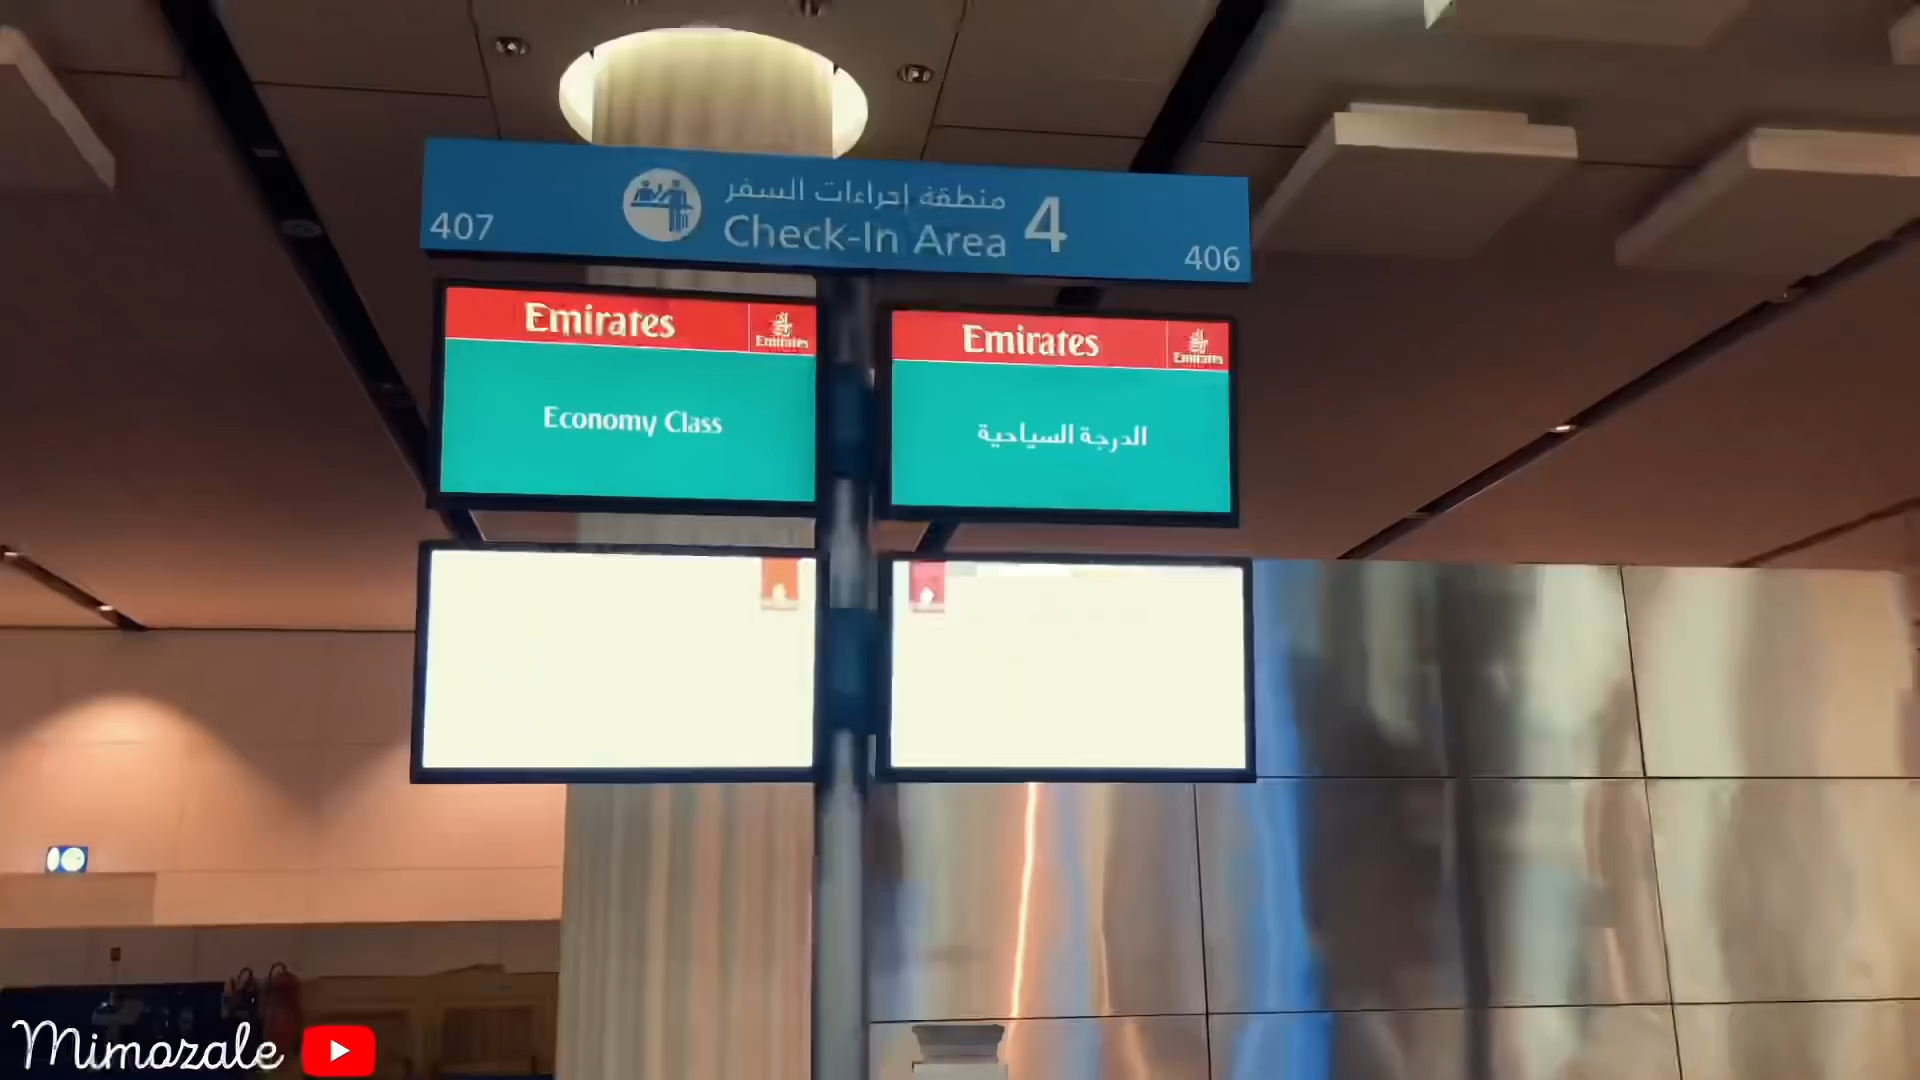 منطقة إجراءات السفر
Check-In Area
4
407
406
Emirates
Emirates
Economy Class
Emirates
Emirates
الدرجة السياحية
Mimozale